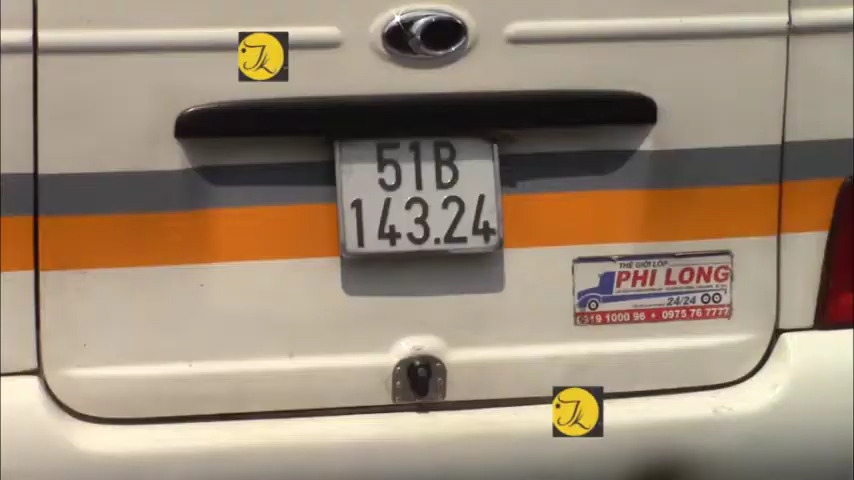 51B
143.24
THẾ GIỚI LỐP
PHI LONG
24/24
0919 1000 96 • 0975 76 7777